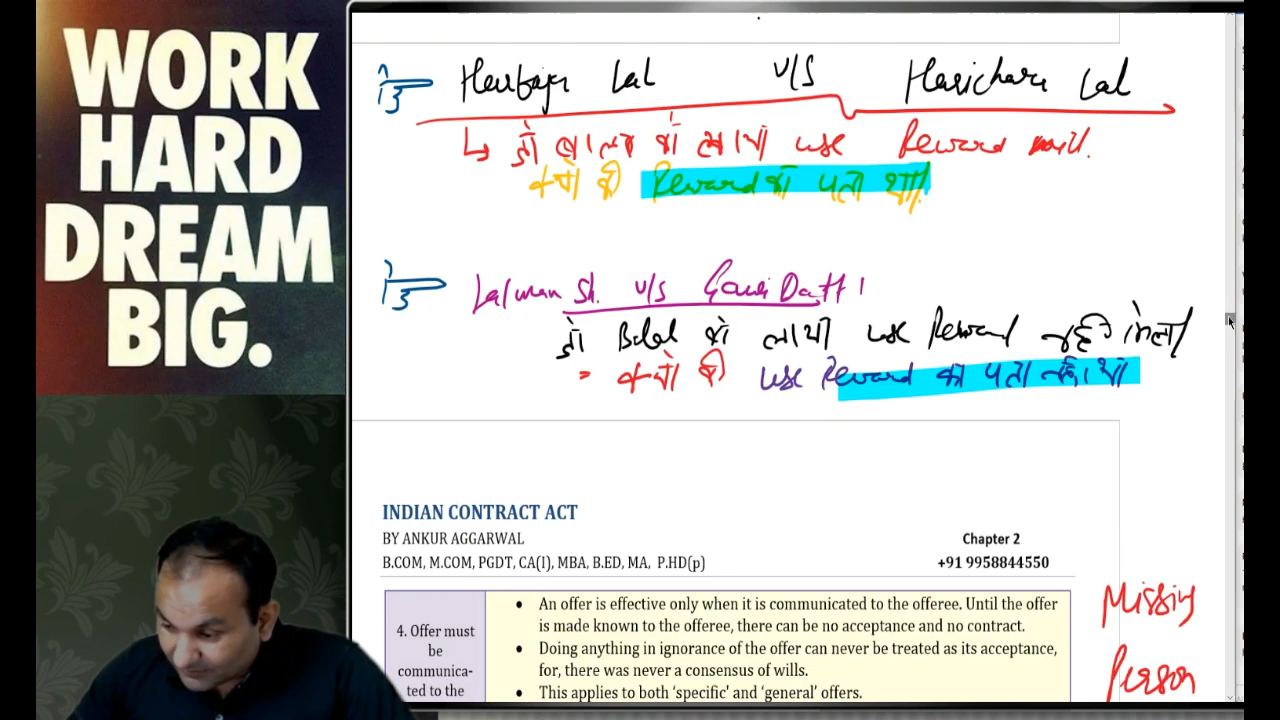 WORK
HARD
DREAM
BIG.
Lal v/s Haricharn Lal
↳ जो बालक को लाया use Reward
क्यो की Reward को पता था।
Lalman Sh. v/s Gauri Datt
जो Balak को लाया use Reward नही मिला
= क्यो की use Reward का पता नही था
INDIAN CONTRACT ACT
BY ANKUR AGGARWAL
Chapter 2
B.COM, M.COM, PGDT, CA(I), MBA, B.ED, MA, P.HD(p)
+91 9958844550
4. Offer must
be
communica-
ted to the
• An offer is effective only when it is communicated to the offeree. Until the offer
is made known to the offeree, there can be no acceptance and no contract.
• Doing anything in ignorance of the offer can never be treated as its acceptance,
for, there was never a consensus of wills.
• This applies to both ‘specific’ and ‘general’ offers.
Missing
Person